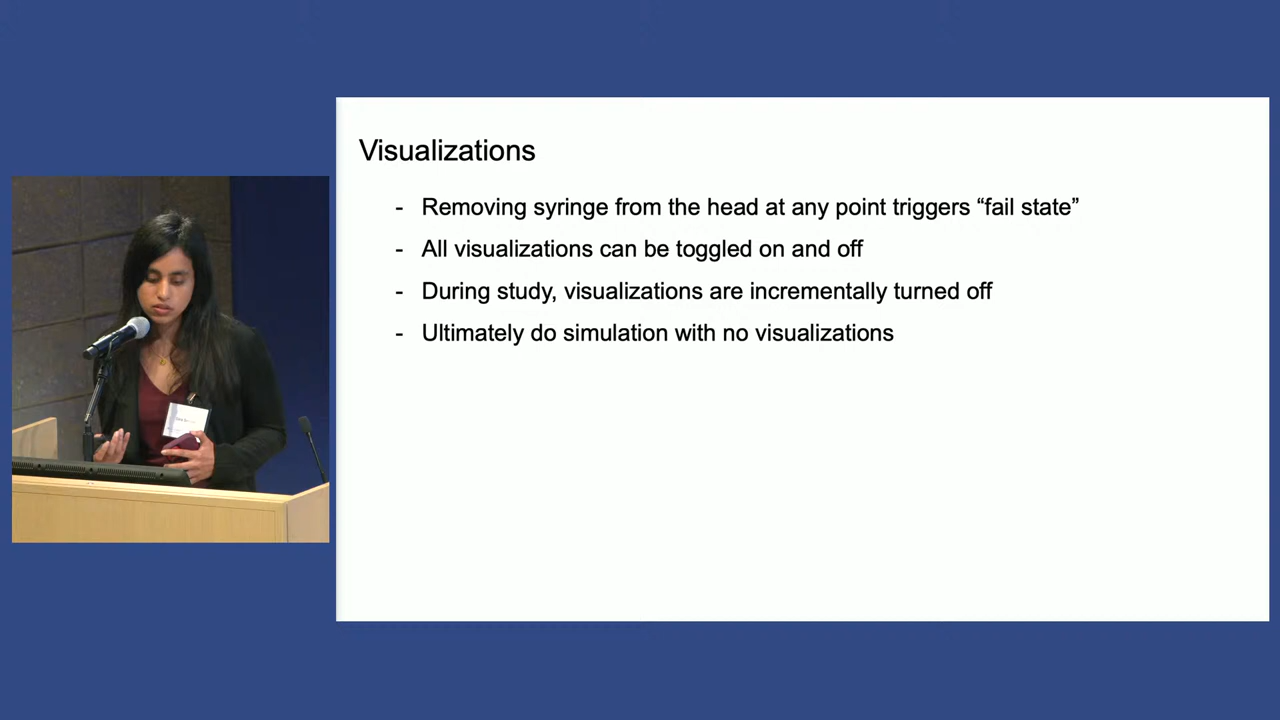 Visualizations
- Removing syringe from the head at any point triggers “fail state”
- All visualizations can be toggled on and off
- During study, visualizations are incrementally turned off
- Ultimately do simulation with no visualizations